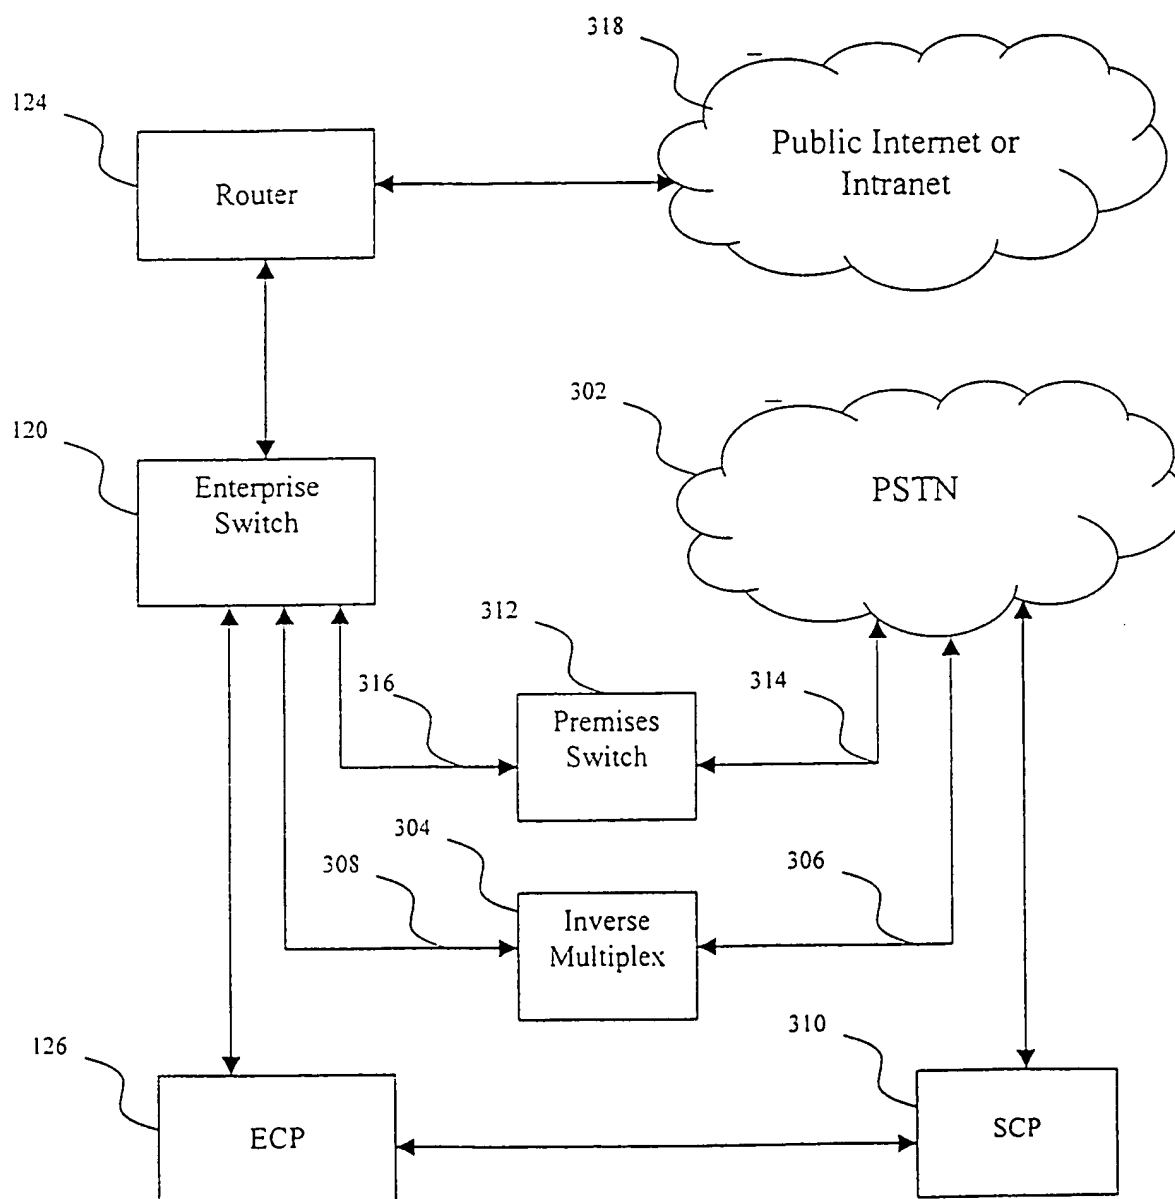 318
124
Public Internet or
Intranet
Router
302
120
Enterprise
Switch
PSTN
312
316
314
Premises
Switch
304
308
306
Inverse
Multiplex
310
126
ECP
SCP